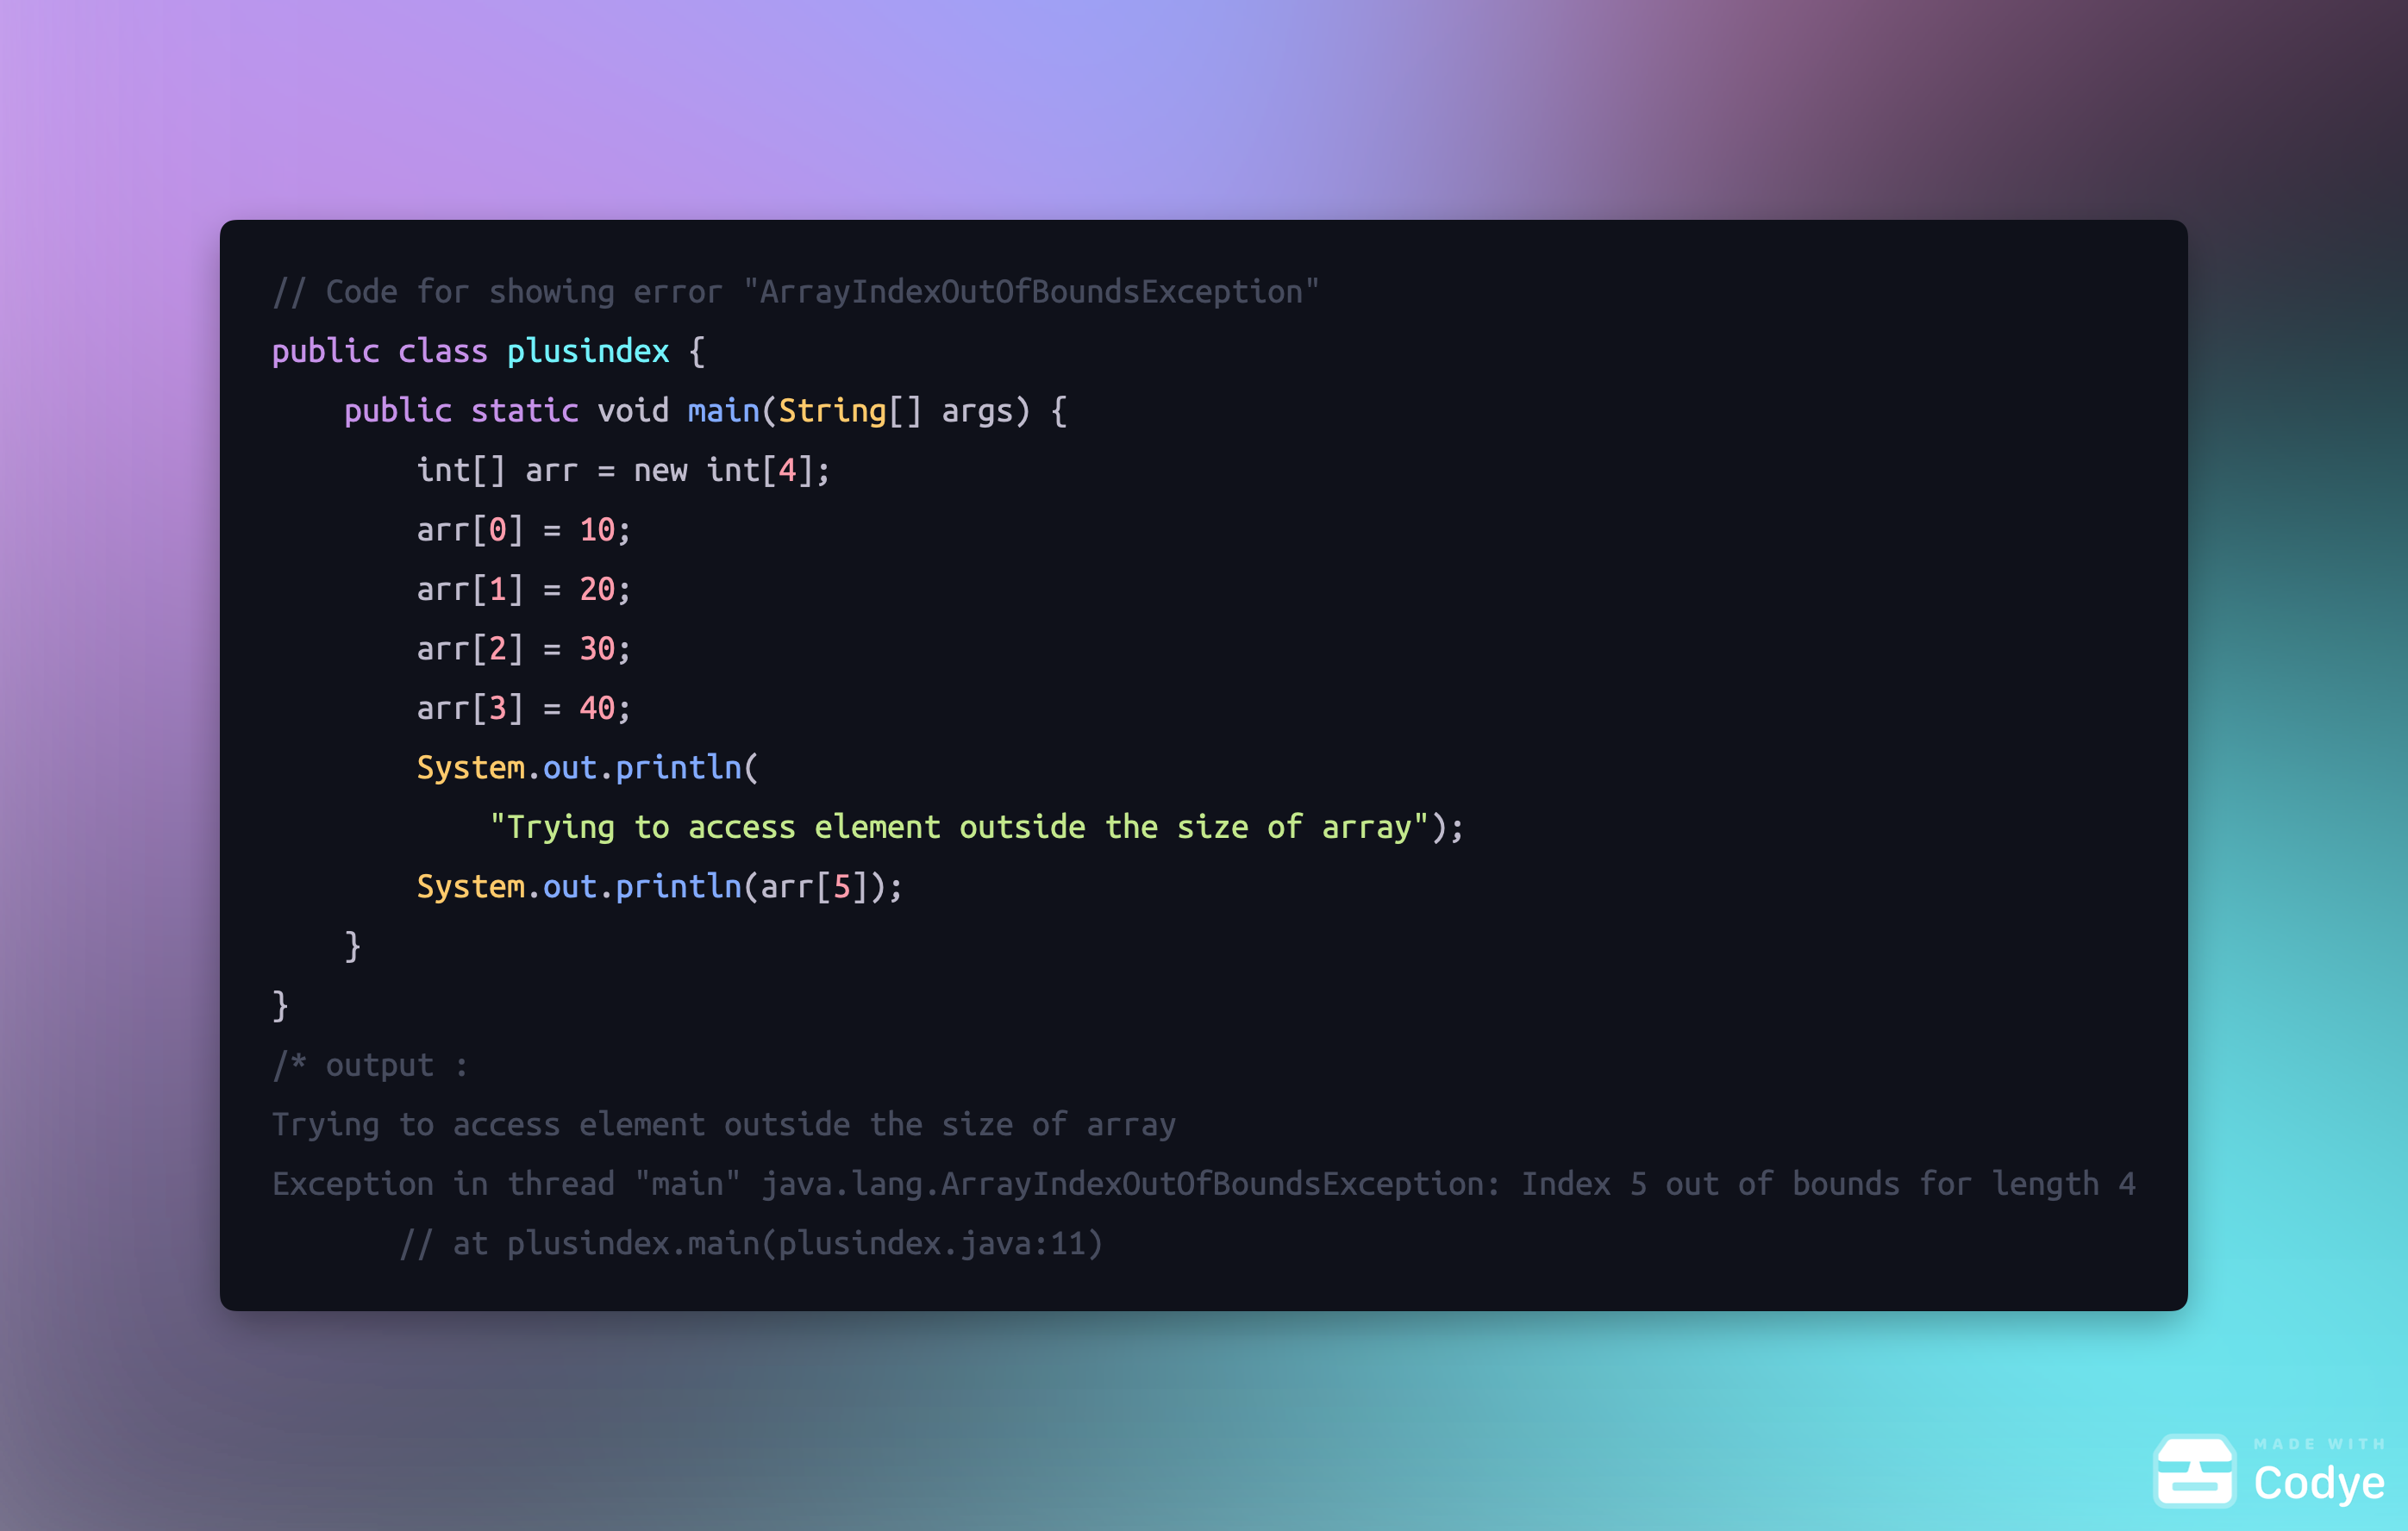 // Code for showing error "ArrayIndexOutOfBoundsException"
public class plusindex {
    public static void main(String[] args) {
        int[] arr = new int[4];
        arr[0] = 10;
        arr[1] = 20;
        arr[2] = 30;
        arr[3] = 40;
        System.out.println(
            "Trying to access element outside the size of array");
        System.out.println(arr[5]);
    }
}
/* output :
Trying to access element outside the size of array
Exception in thread "main" java.lang.ArrayIndexOutOfBoundsException: Index 5 out of bounds for length 4
       // at plusindex.main(plusindex.java:11)
MADE WITH
Codye